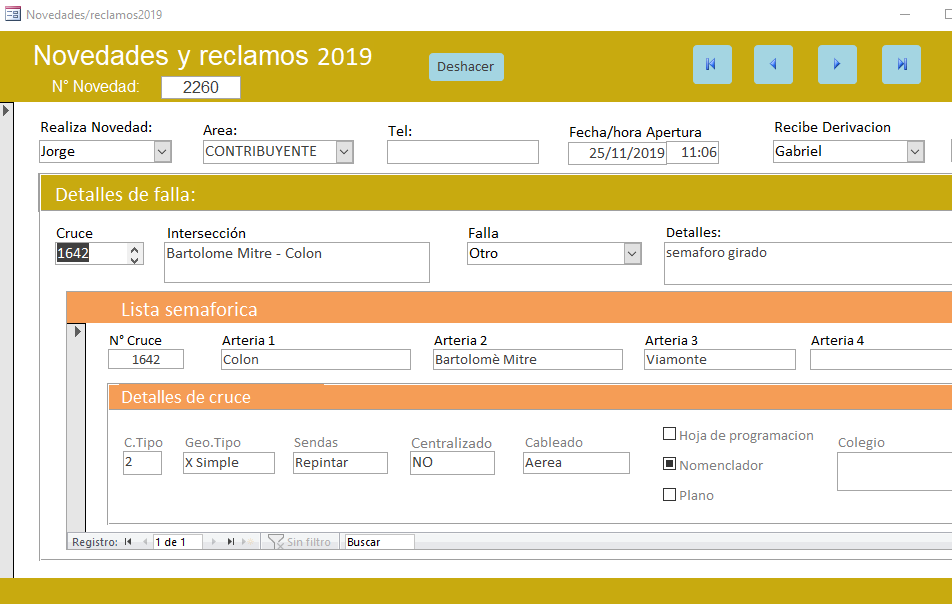 Novedades/reclamos2019
Novedades y reclamos 2019
Deshacer
N° Novedad: 2260
Realiza Novedad: Area: Tel: Fecha/hora Apertura Recibe Derivacion
Jorge CONTRIBUYENTE 25/11/2019 11:06 Gabriel
Detalles de falla:
Cruce Intersección Falla Detalles:
1642 Bartolome Mitre - Colon Otro semaforo girado
Lista semaforica
N° Cruce Arteria 1 Arteria 2 Arteria 3 Arteria 4
1642 Colon Bartolomè Mitre Viamonte
Detalles de cruce
C.Tipo Geo.Tipo Sendas Centralizado Cableado Hoja de programacion Colegio
2 X Simple Repintar NO Aerea Nomenclador
Plano
Registro: 1 de 1 Sin filtro Buscar